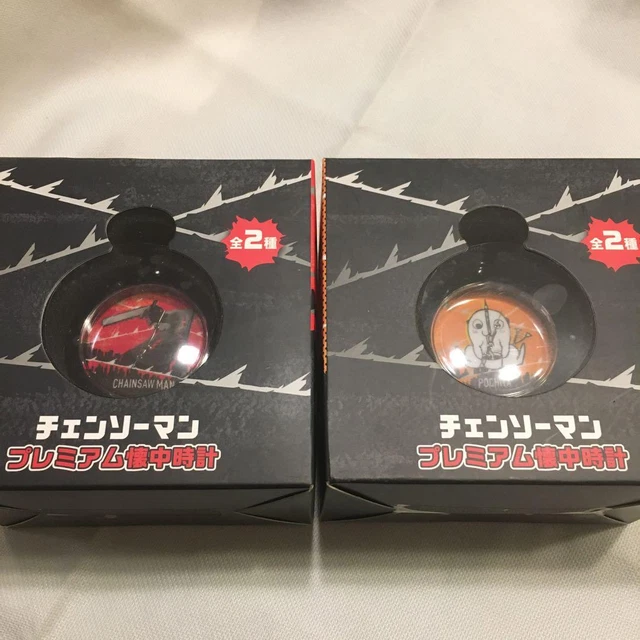 全2種
CHAINSAW MAN
チェンソーマン
プレミアム懐中時計
全2種
チェンソーマン
プレミアム懐中時計